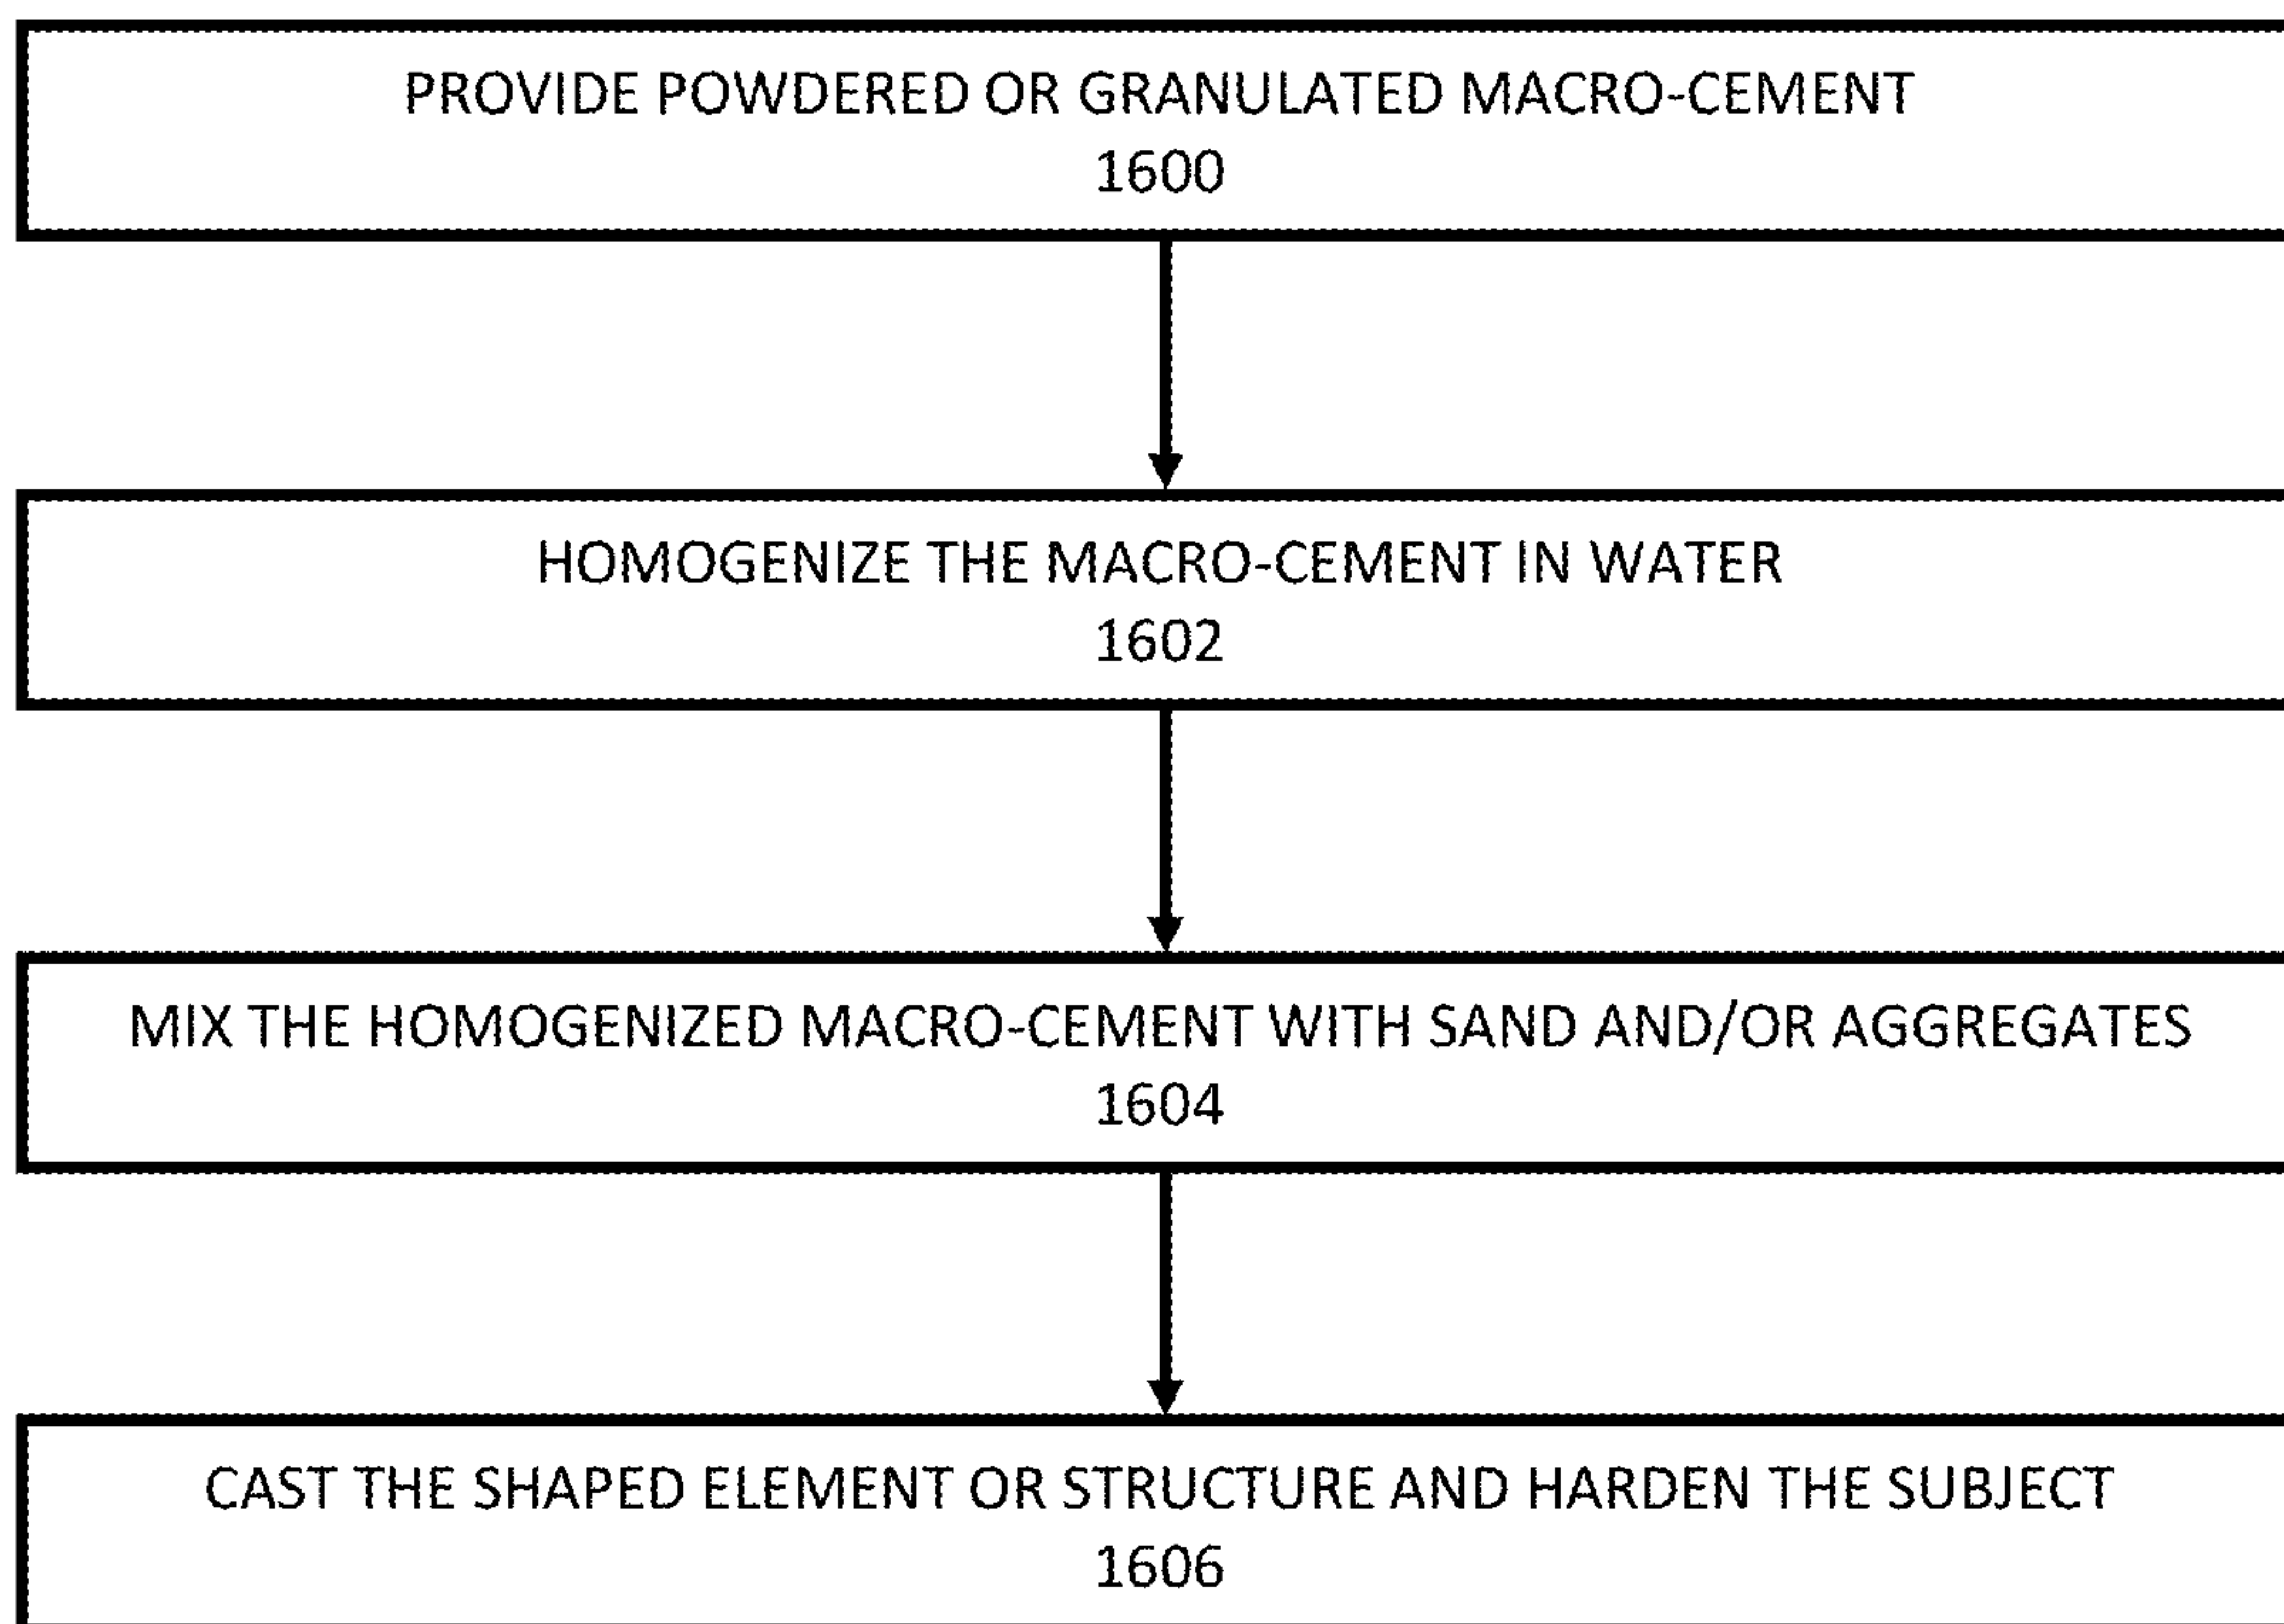 PROVIDE POWDERED OR GRANULATED MACRO-CEMENT
1600
HOMOGENIZE THE MACRO-CEMENT IN WATER
1602
MIX THE HOMOGENIZED MACRO-CEMENT WITH SAND AND/OR AGGREGATES
1604
CAST THE SHAPED ELEMENT OR STRUCTURE AND HARDEN THE SUBJECT
1606